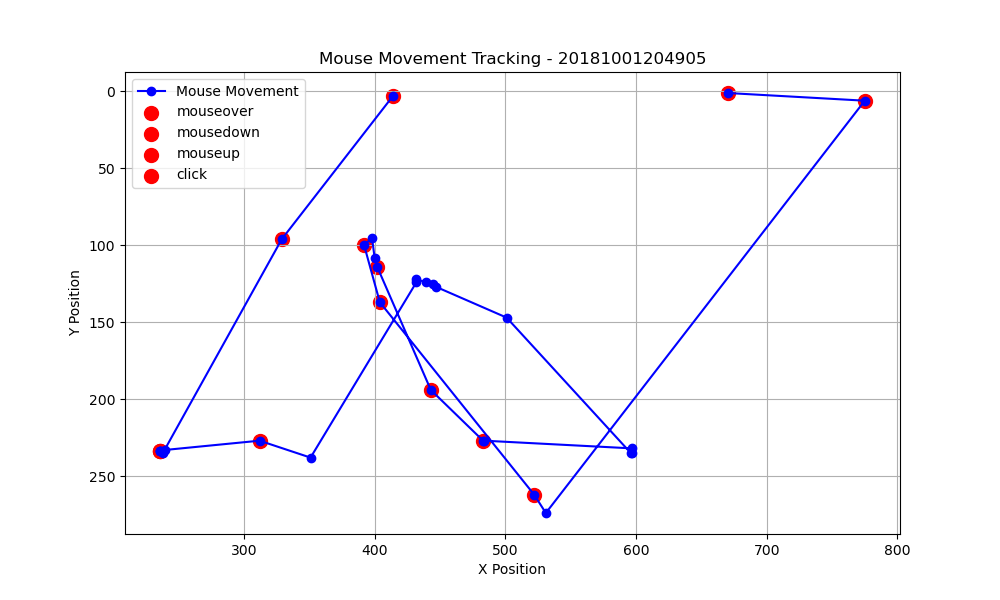 Mouse Movement Tracking - 20181001204905
Mouse Movement
mouseover
mousedown
mouseup
click
Y Position
0
50
100
150
200
250
300 400 500 600 700 800
X Position